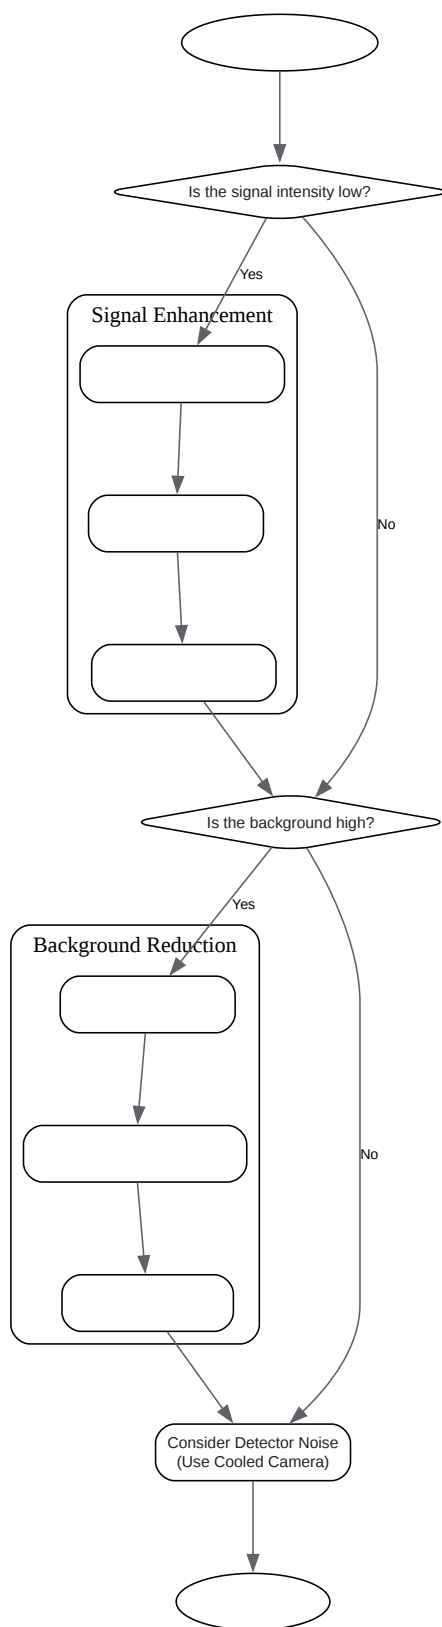 Is the signal intensity low?
Yes
Signal Enhancement
No
Is the background high?
Yes
Background Reduction
No
Consider Detector Noise
(Use Cooled Camera)